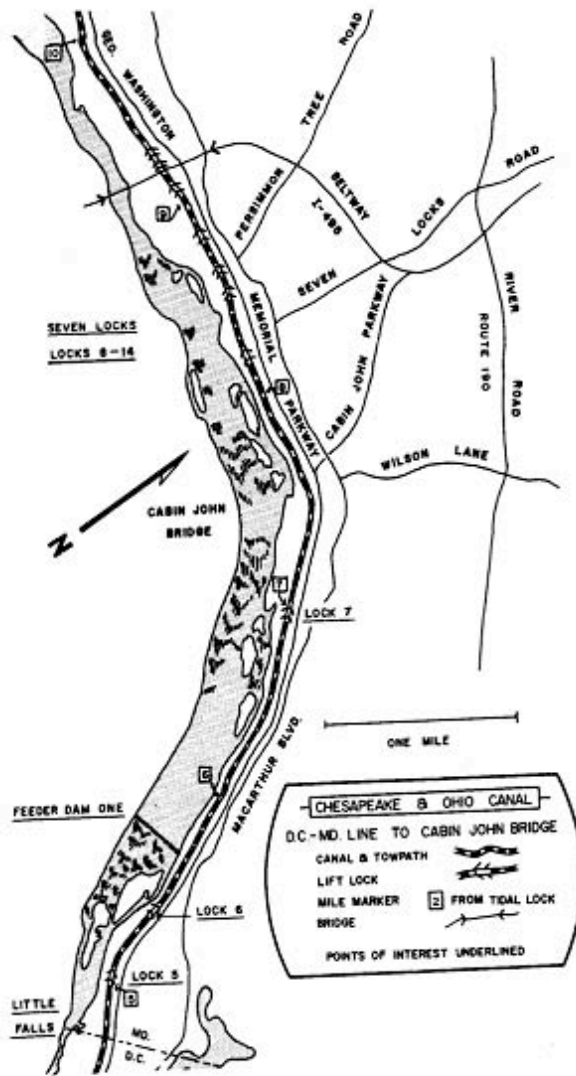 10
GEO. WASHINGTON
MEMORIAL
PARKWAY
PERSIMMON TREE ROAD
BELTWAY
I-495
SEVEN LOCKS ROAD
9
SEVEN LOCKS
LOCKS 8-14
8
CABIN JOHN PARKWAY
RIVER ROAD
ROUTE 190
WILSON LANE
N
CABIN JOHN
BRIDGE
7
LOCK 7
ONE MILE
MACARTHUR BLVD.
6
FEEDER DAM ONE
LOCK 6
LOCK 5
5
LITTLE
FALLS
MD.
D.C.
CHESAPEAKE & OHIO CANAL
D.C.-MD. LINE TO CABIN JOHN BRIDGE
CANAL & TOWPATH
LIFT LOCK
MILE MARKER 2 FROM TIDAL LOCK
BRIDGE
POINTS OF INTEREST UNDERLINED